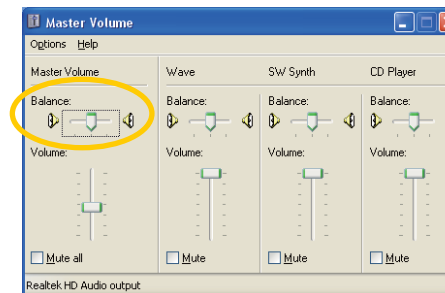 Master Volume
Options Help
Master Volume Wave SW Synth CD Player
Balance: Balance: Balance: Balance:
Volume: Volume: Volume: Volume:
Mute all Mute Mute Mute
Realtek HD Audio output